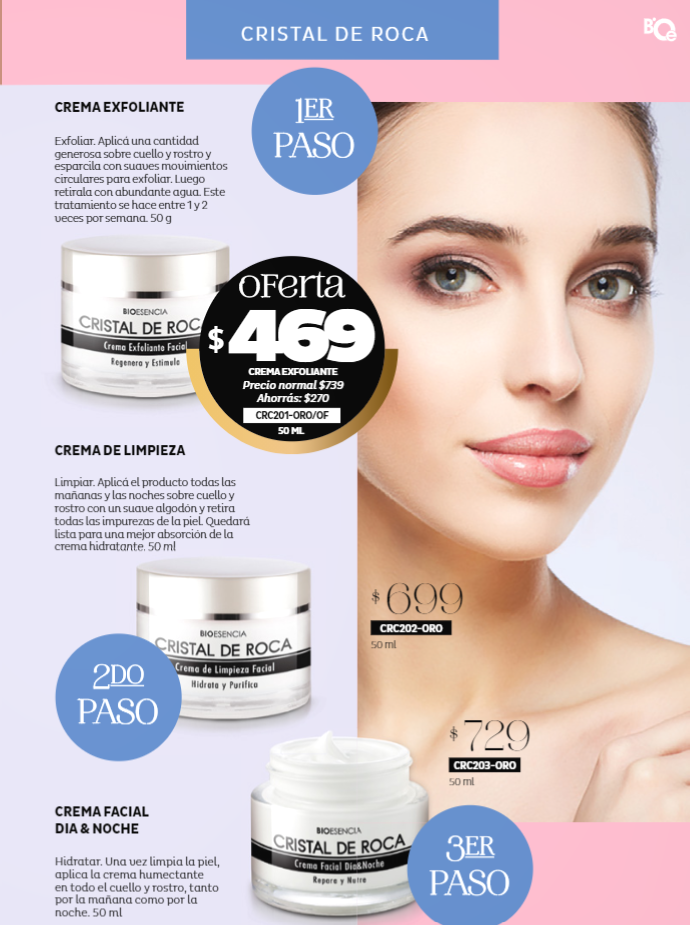 CRISTAL DE ROCA
B·Oe
CREMA EXFOLIANTE
1ER
PASO
Exfoliar. Aplicá una cantidad
generosa sobre cuello y rostro y
esparcila con suaves movimientos
circulares para exfoliar. Luego
retirala con abundante agua. Este
tratamiento se hace entre 1 y 2
veces por semana. 50 g
BIOESENCIA
CRISTAL DE ROC
Crema Exfoliante Facial
Regenera y Estimula
OFerta
$469
CREMA EXFOLIANTE
Precio normal $739
Ahorrás: $270
CRC201-ORO/OF
50 ML
CREMA DE LIMPIEZA
Limpiar. Aplicá el producto todas las
mañanas y las noches sobre cuello y
rostro con un suave algodón y retira
todas las impurezas de la piel. Quedará
lista para una mejor absorción de la
crema hidratante. 50 ml
BIOESENCIA
CRISTAL DE ROCA
Crema de Limpieza Facial
Hidrata y Purifica
2DO
PASO
$699
CRC202-ORO
50 ml
$729
CRC203-ORO
50 ml
CREMA FACIAL
DIA & NOCHE
Hidratar. Una vez limpia la piel,
aplica la crema humectante
en todo el cuello y rostro, tanto
por la mañana como por la
noche. 50 ml
BIOESENCIA
CRISTAL DE ROCA
Crema Facial Dia&Noche
Repara y Nutre
3ER
PASO